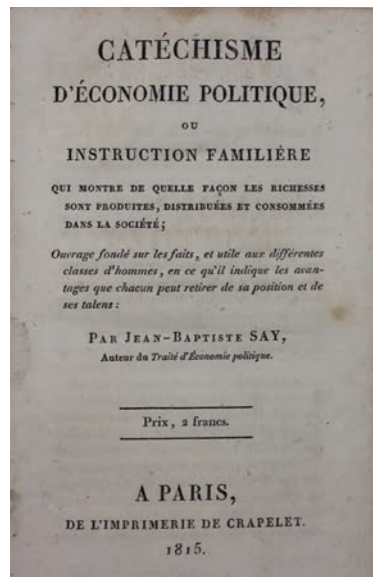 CATÉCHISME
D'ÉCONOMIE POLITIQUE,
OU
INSTRUCTION FAMILIÈRE
QUI MONTRE DE QUELLE FAÇON LES RICHESSES
SONT PRODUITES, DISTRIBUÉES ET CONSOMMÉES
DANS LA SOCIÉTÉ;
Ouvrage fondé sur les faits, et utile aux différentes
classes d'hommes, en ce qu'il indique les avan-
tages que chacun peut retirer de sa position et de
ses talens :
PAR JEAN-BAPTISTE SAY,
Auteur du Traité d'Économie politique.
Prix, 2 francs.
A PARIS,
DE L'IMPRIMERIE DE CRAPELET.
1815.